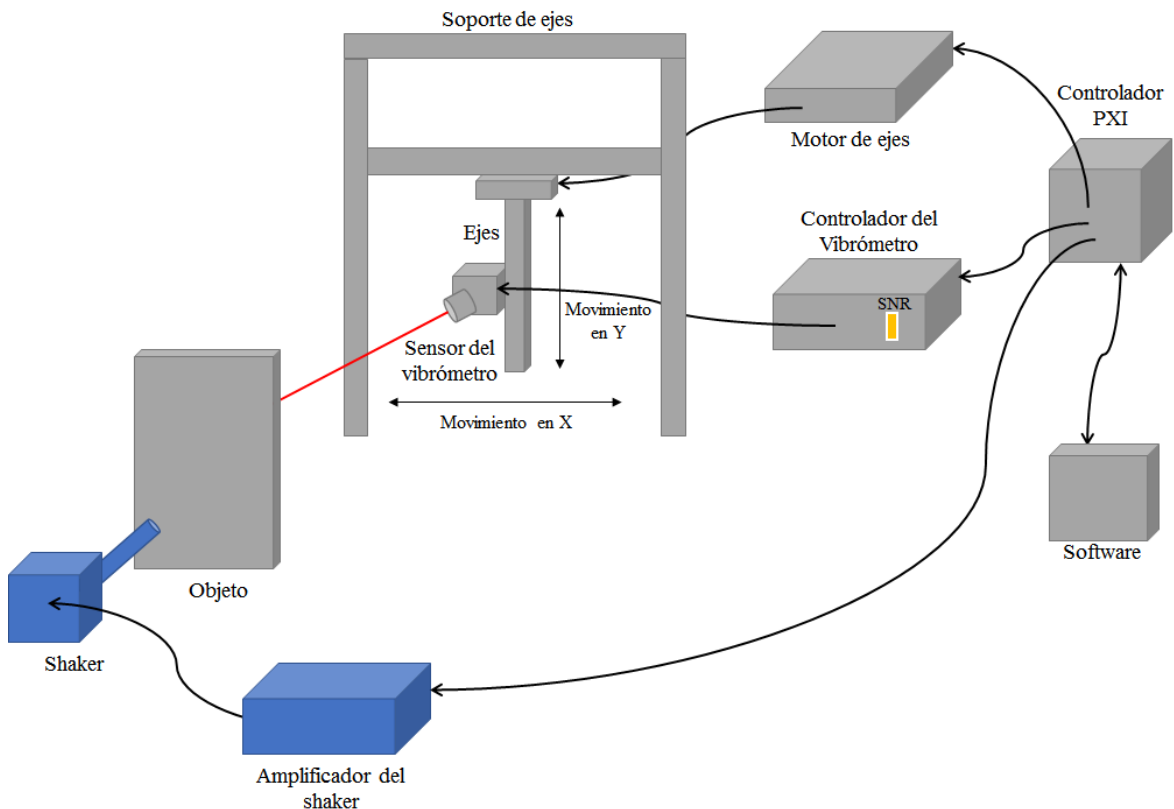 Soporte de ejes
Motor de ejes
Controlador
PXI
Ejes
Controlador del
Vibrómetro
SNR
Movimiento
en Y
Sensor del
vibrómetro
Movimiento en X
Software
Objeto
Shaker
Amplificador del
shaker